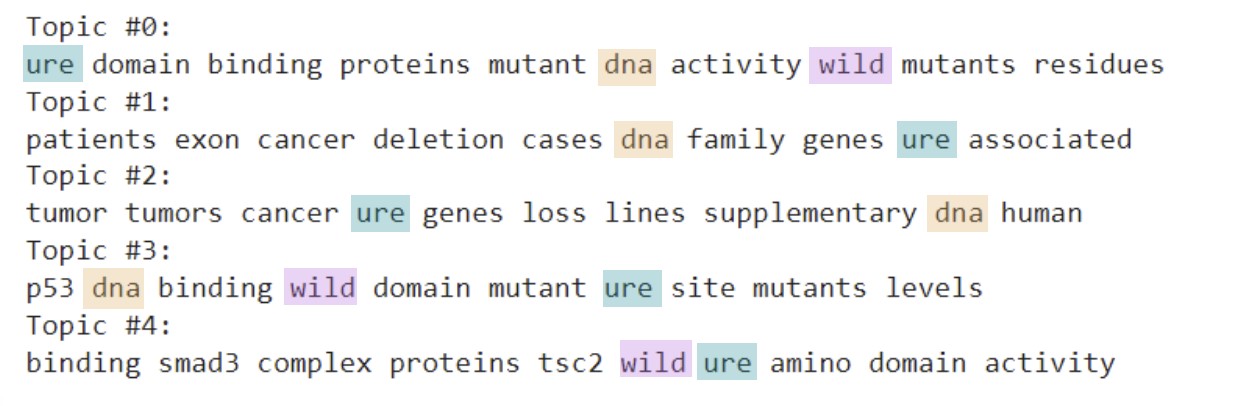 Topic #0:
ure domain binding proteins mutant dna activity wild mutants residues
Topic #1:
patients exon cancer deletion cases dna family genes ure associated
Topic #2:
tumor tumors cancer ure genes loss lines supplementary dna human
Topic #3:
p53 dna binding wild domain mutant ure site mutants levels
Topic #4:
binding smad3 complex proteins tsc2 wild ure amino domain activity